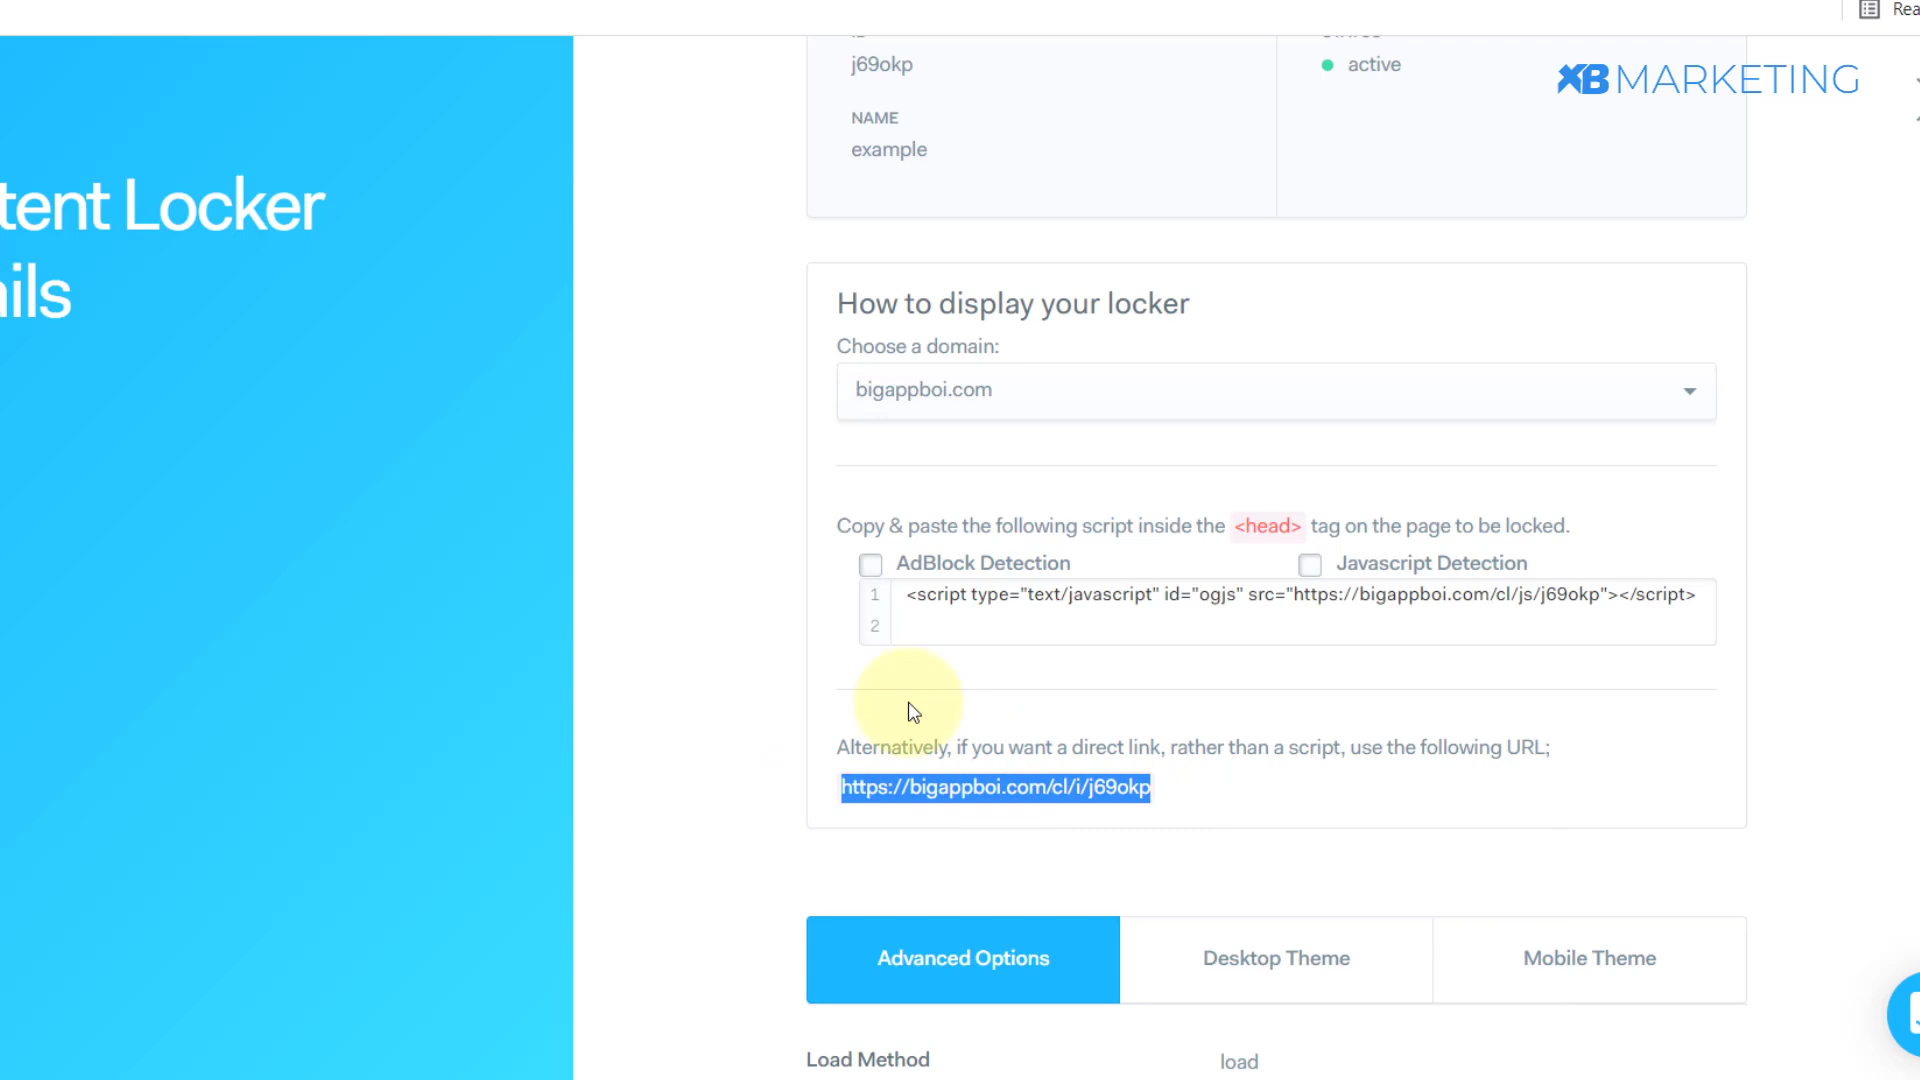 j69okp
active
XB MARKETING
NAME
example
tent Locker
ails
How to display your locker
Choose a domain:
bigappboi.com
Copy & paste the following script inside the <head> tag on the page to be locked.
AdBlock Detection
Javascript Detection
1 <script type="text/javascript" id="ogjs" src="https://bigappboi.com/cl/js/j69okp"></script>
2
Alternatively, if you want a direct link, rather than a script, use the following URL;
https://bigappboi.com/cl/i/j69okp
Advanced Options
Desktop Theme
Mobile Theme
Load Method
load